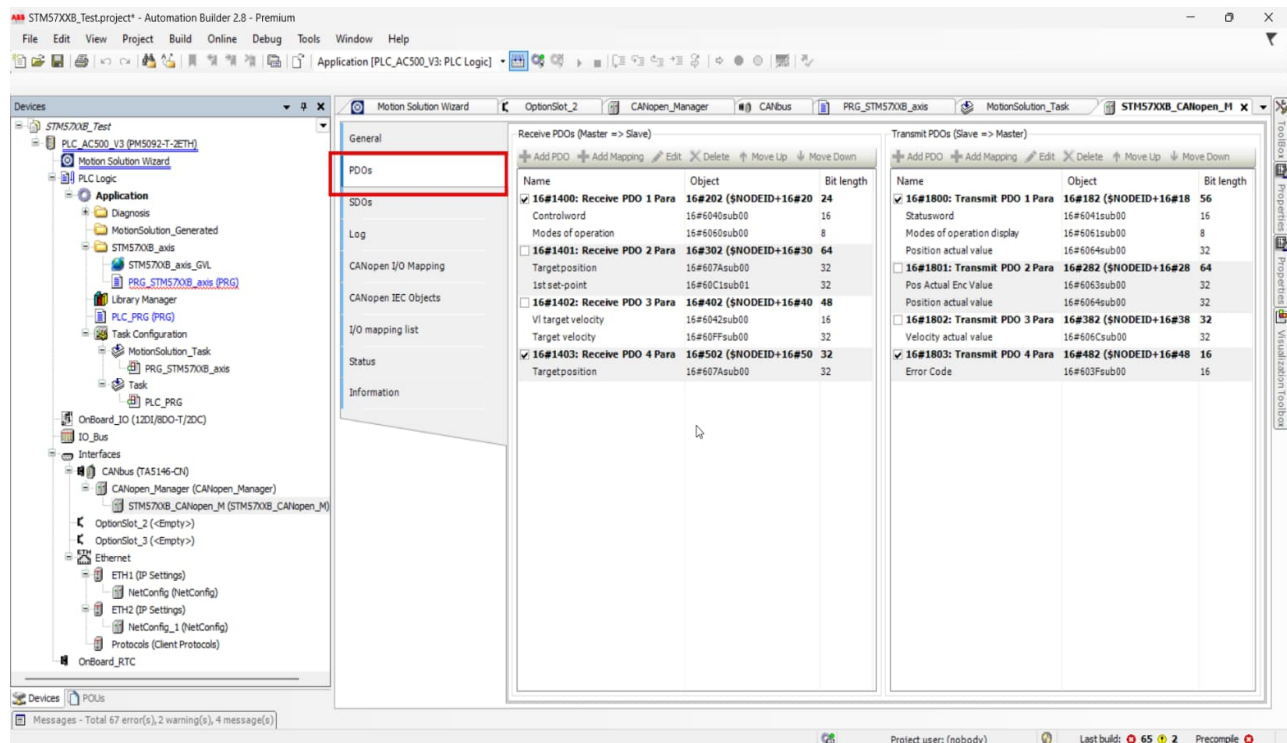 STM57XXB_Test.project* - Automation Builder 2.8 - Premium
File Edit View Project Build Online Debug Tools Window Help
Application [PLC_AC500_V3: PLC Logic]
Devices
STM57XXB_Test
PLC_AC500_V3 (PM5092-T-2ETH)
Motion Solution Wizard
PLC Logic
Application
Diagnosis
MotionSolution_Generated
STM57XXB_axis
STM57XXB_axis_GVL
PRG_STM57XXB_axis (PRG)
Library Manager
PLC_PRG (PRG)
Task Configuration
MotionSolution_Task
PRG_STM57XXB_axis
Task
PLC_PRG
OnBoard_IO (12DI/8DO-T/2DC)
IO_Bus
Interfaces
CANbus (TA5146-CN)
CANopen_Manager (CANopen_Manager)
STM57XXB_CANopen_M (STM57XXB_CANopen_M)
OptionSlot_2 (<Empty>)
OptionSlot_3 (<Empty>)
Ethernet
ETH1 (IP Settings)
NetConfig (NetConfig)
ETH2 (IP Settings)
NetConfig_1 (NetConfig)
Protocols (Client Protocols)
OnBoard_RTC
Devices POUs
Motion Solution Wizard OptionSlot_2 CANopen_Manager CANbus PRG_STM57XXB_axis MotionSolution_Task STM57XXB_CANopen_M X
General
PDOs
SDOs
Log
CANopen I/O Mapping
CANopen IEC Objects
I/O mapping list
Status
Information
Receive PDOs (Master => Slave)
Add PDO Add Mapping Edit Delete Move Up Move Down
Name Object Bit length
16#1400: Receive PDO 1 Para 16#202 ($NODEID+16#20 24
Controlword 16#6040sub00 16
Modes of operation 16#6060sub00 8
16#1401: Receive PDO 2 Para 16#302 ($NODEID+16#30 64
Targetposition 16#607Asub00 32
1st set-point 16#60C1sub01 32
16#1402: Receive PDO 3 Para 16#402 ($NODEID+16#40 48
Vl target velocity 16#6042sub00 16
Target velocity 16#60FFsub00 32
16#1403: Receive PDO 4 Para 16#502 ($NODEID+16#50 32
Targetposition 16#607Asub00 32
Transmit PDOs (Slave => Master)
Add PDO Add Mapping Edit Delete Move Up Move Down
Name Object Bit length
16#1800: Transmit PDO 1 Para 16#182 ($NODEID+16#18 56
Statusword 16#6041sub00 16
Modes of operation display 16#6061sub00 8
Position actual value 16#6064sub00 32
16#1801: Transmit PDO 2 Para 16#282 ($NODEID+16#28 64
Pos Actual Enc Value 16#6063sub00 32
Position actual value 16#6064sub00 32
16#1802: Transmit PDO 3 Para 16#382 ($NODEID+16#38 32
Velocity actual value 16#606Csub00 32
16#1803: Transmit PDO 4 Para 16#482 ($NODEID+16#48 16
Error Code 16#603Fsub00 16
ToolBox
Properties
Properties
Visualization Toolbox
Messages - Total 67 error(s), 2 warning(s), 4 message(s)
Project user: (nobody) Last build: 65 2 Precompile